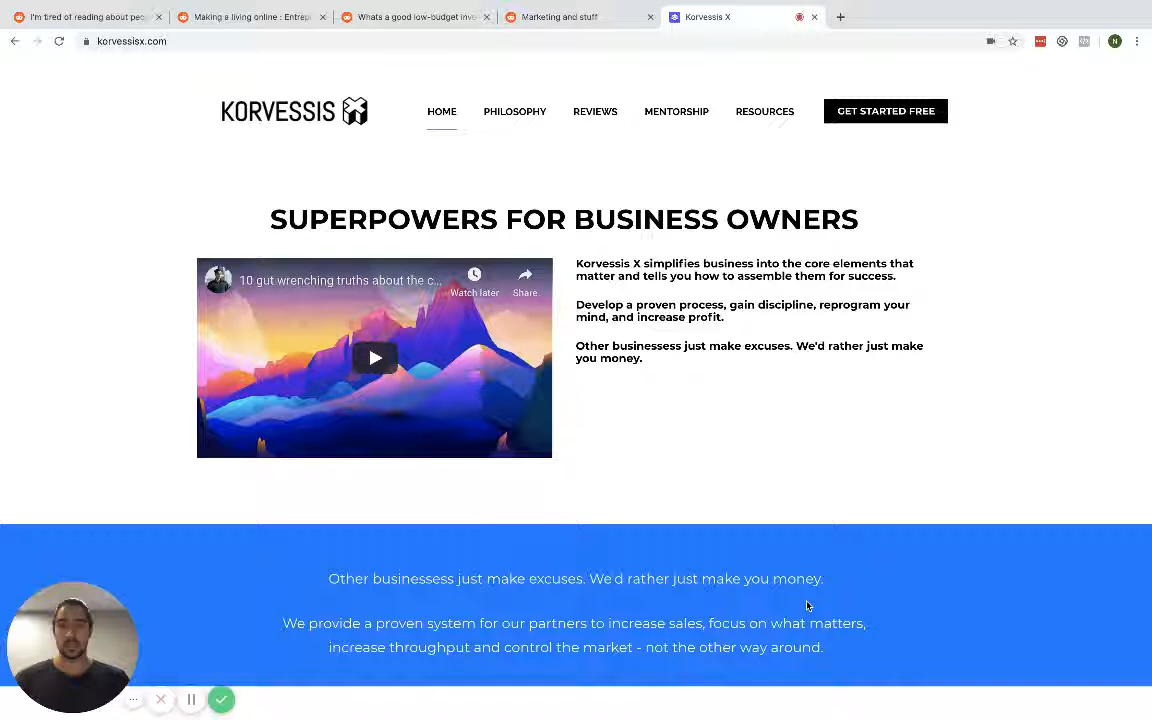 I'm tired of reading about peo
Making a living online : Entrepr
Whats a good low-budget inve
Marketing and stuff
Korvessis X
korvessisx.com
N
KORVESSIS
HOME
PHILOSOPHY
REVIEWS
MENTORSHIP
RESOURCES
GET STARTED FREE
SUPERPOWERS FOR BUSINESS OWNERS
10 gut wrenching truths about the c...
Watch later
Share
Korvessis X simplifies business into the core elements that
matter and tells you how to assemble them for success.
Develop a proven process, gain discipline, reprogram your
mind, and increase profit.
Other businessess just make excuses. We'd rather just make
you money.
Other businessess just make excuses. We'd rather just make you money.
We provide a proven system for our partners to increase sales, focus on what matters,
increase throughput and control the market - not the other way around.